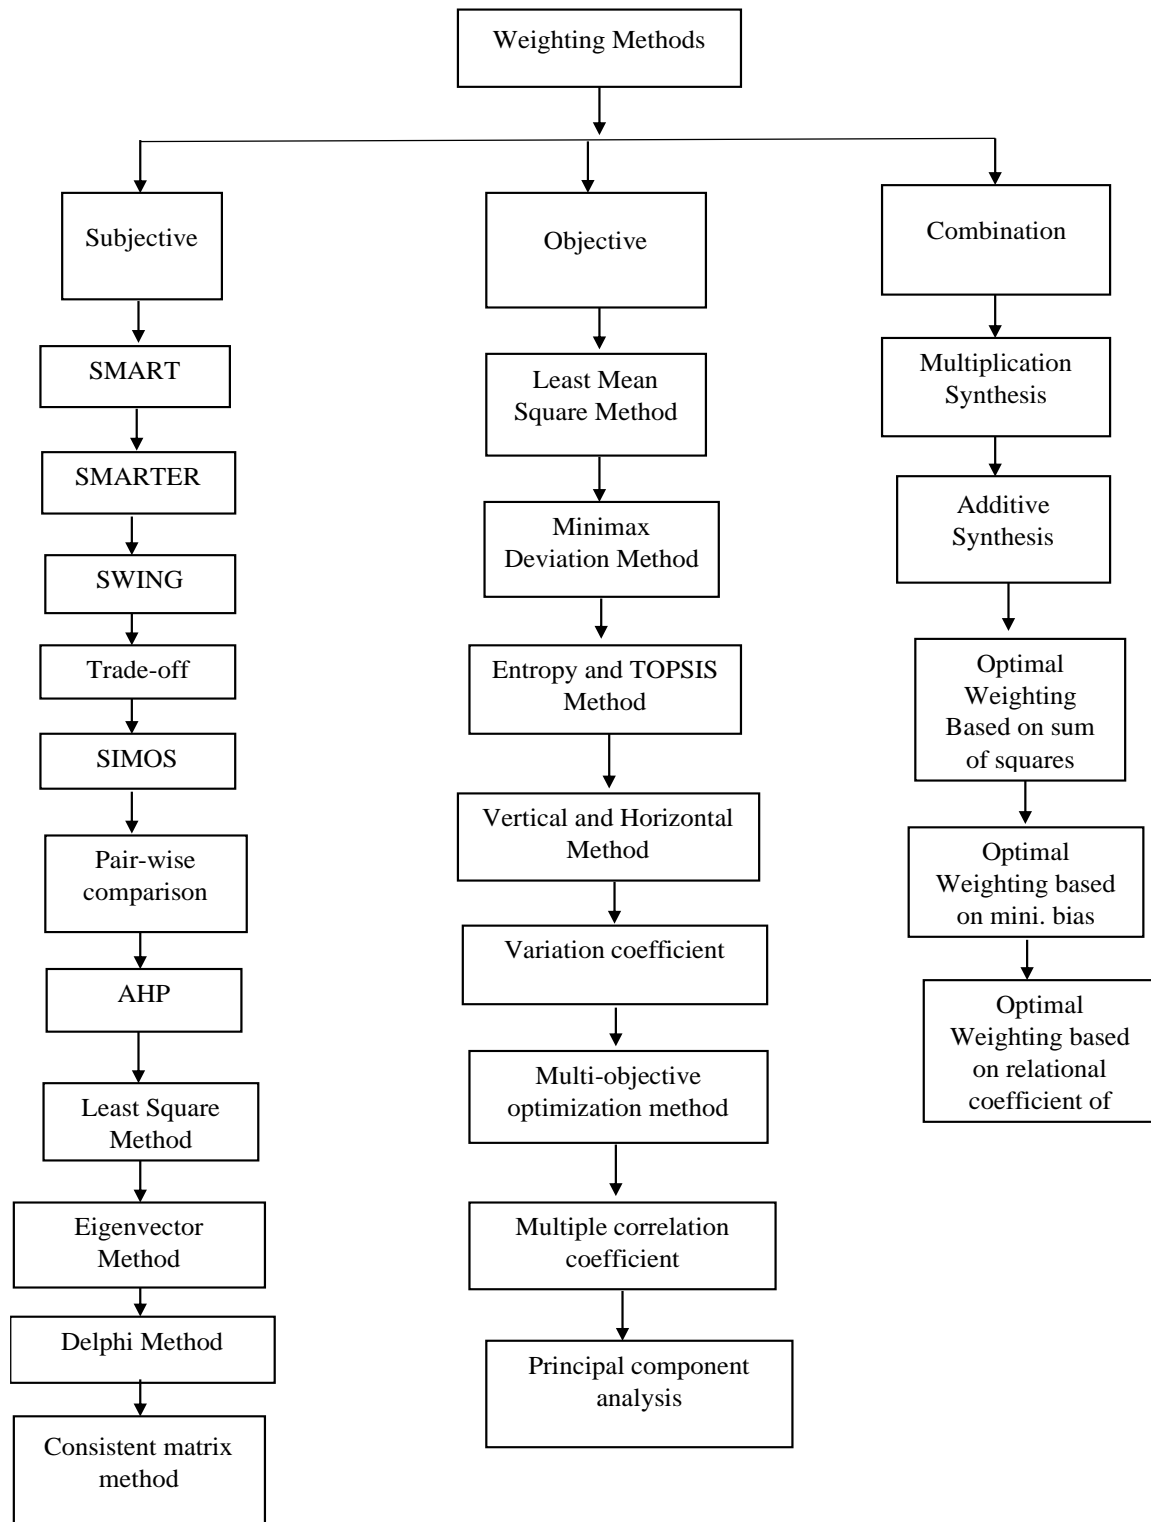 Weighting Methods
Subjective
SMART
SMARTER
SWING
Trade-off
SIMOS
Pair-wise
comparison
AHP
Least Square
Method
Eigenvector
Method
Delphi Method
Consistent matrix
method
Objective
Least Mean
Square Method
Minimax
Deviation Method
Entropy and TOPSIS
Method
Vertical and Horizontal
Method
Variation coefficient
Multi-objective
optimization method
Multiple correlation
coefficient
Principal component
analysis
Combination
Multiplication
Synthesis
Additive
Synthesis
Optimal
Weighting
Based on sum
of squares
Optimal
Weighting based
on mini. bias
Optimal
Weighting based
on relational
coefficient of